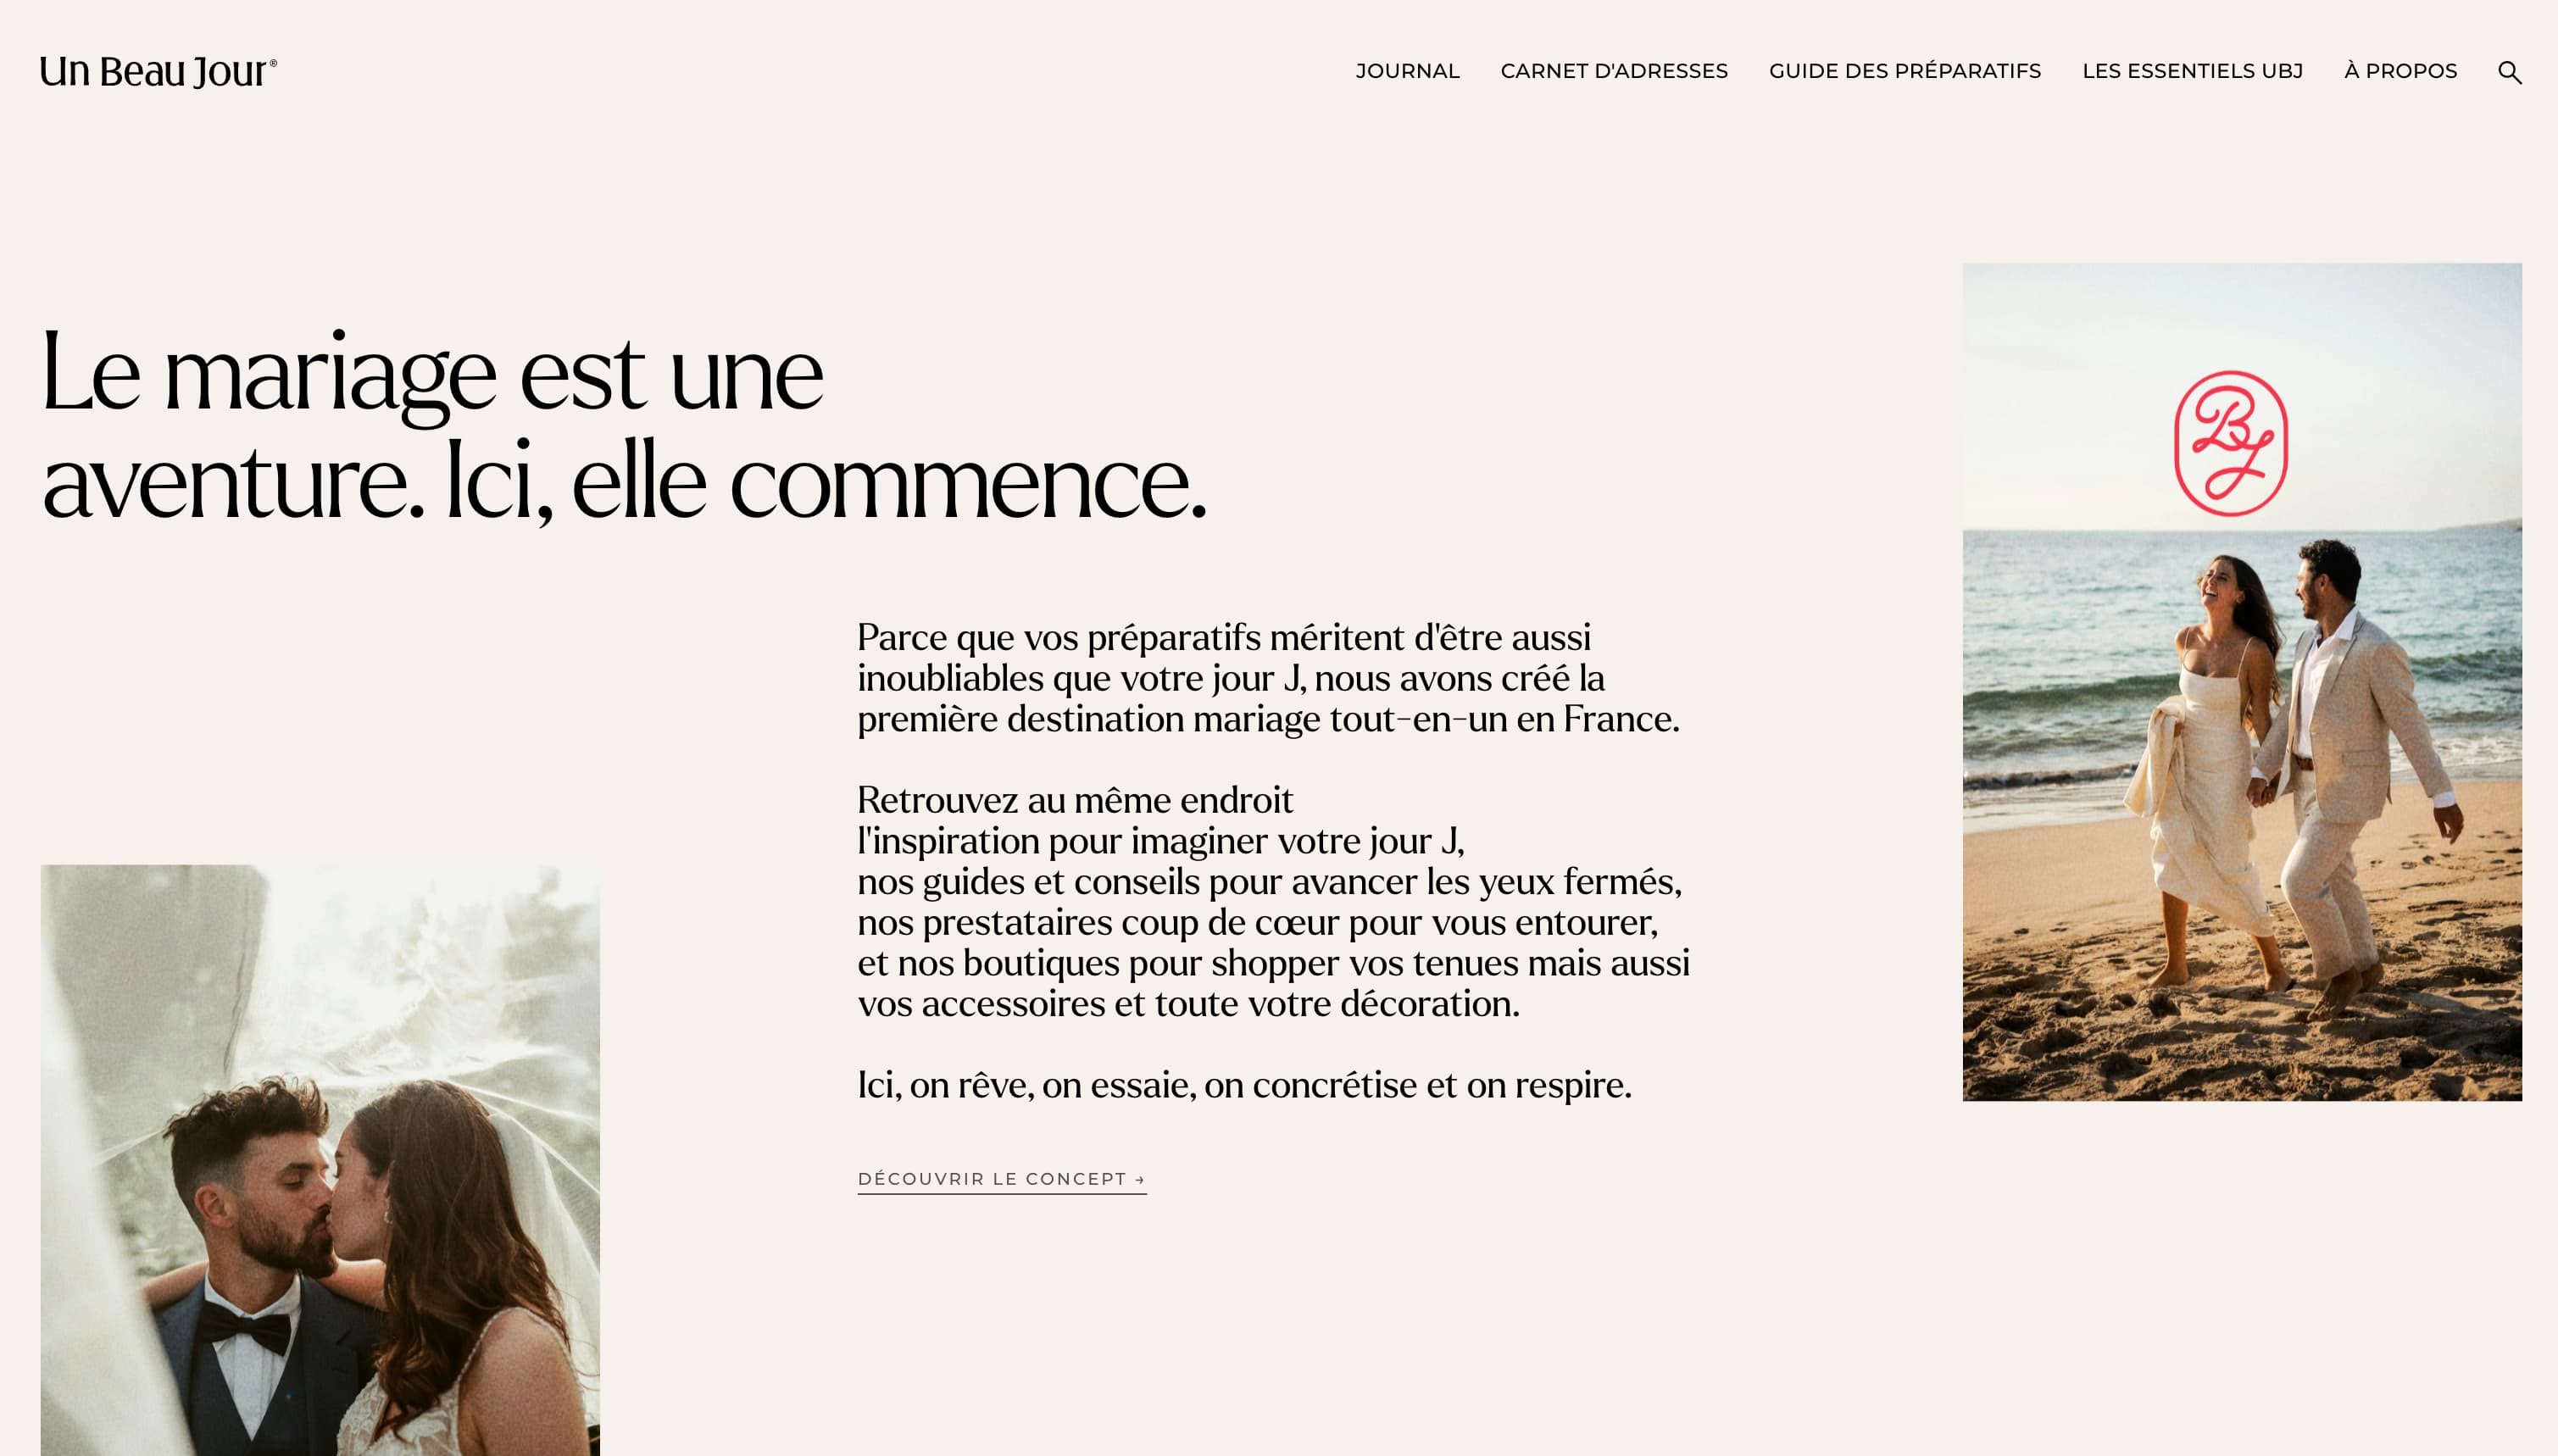 Un Beau Jour®
JOURNAL
CARNET D'ADRESSES
GUIDE DES PRÉPARATIFS
LES ESSENTIELS UBJ
À PROPOS
Le mariage est une
aventure. Ici, elle commence.
BJ
Parce que vos préparatifs méritent d'être aussi
inoubliables que votre jour J, nous avons créé la
première destination mariage tout-en-un en France.
Retrouvez au même endroit
l'inspiration pour imaginer votre jour J,
nos guides et conseils pour avancer les yeux fermés,
nos prestataires coup de cœur pour vous entourer,
et nos boutiques pour shopper vos tenues mais aussi
vos accessoires et toute votre décoration.
Ici, on rêve, on essaie, on concrétise et on respire.
DÉCOUVRIR LE CONCEPT →